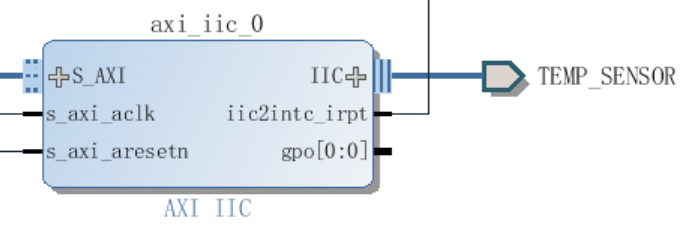 axi_iic_0
S_AXI
IIC
TEMP_SENSOR
s_axi_aclk
iic2intc_irpt
s_axi_aresetn
gpo[0:0]
AXI IIC